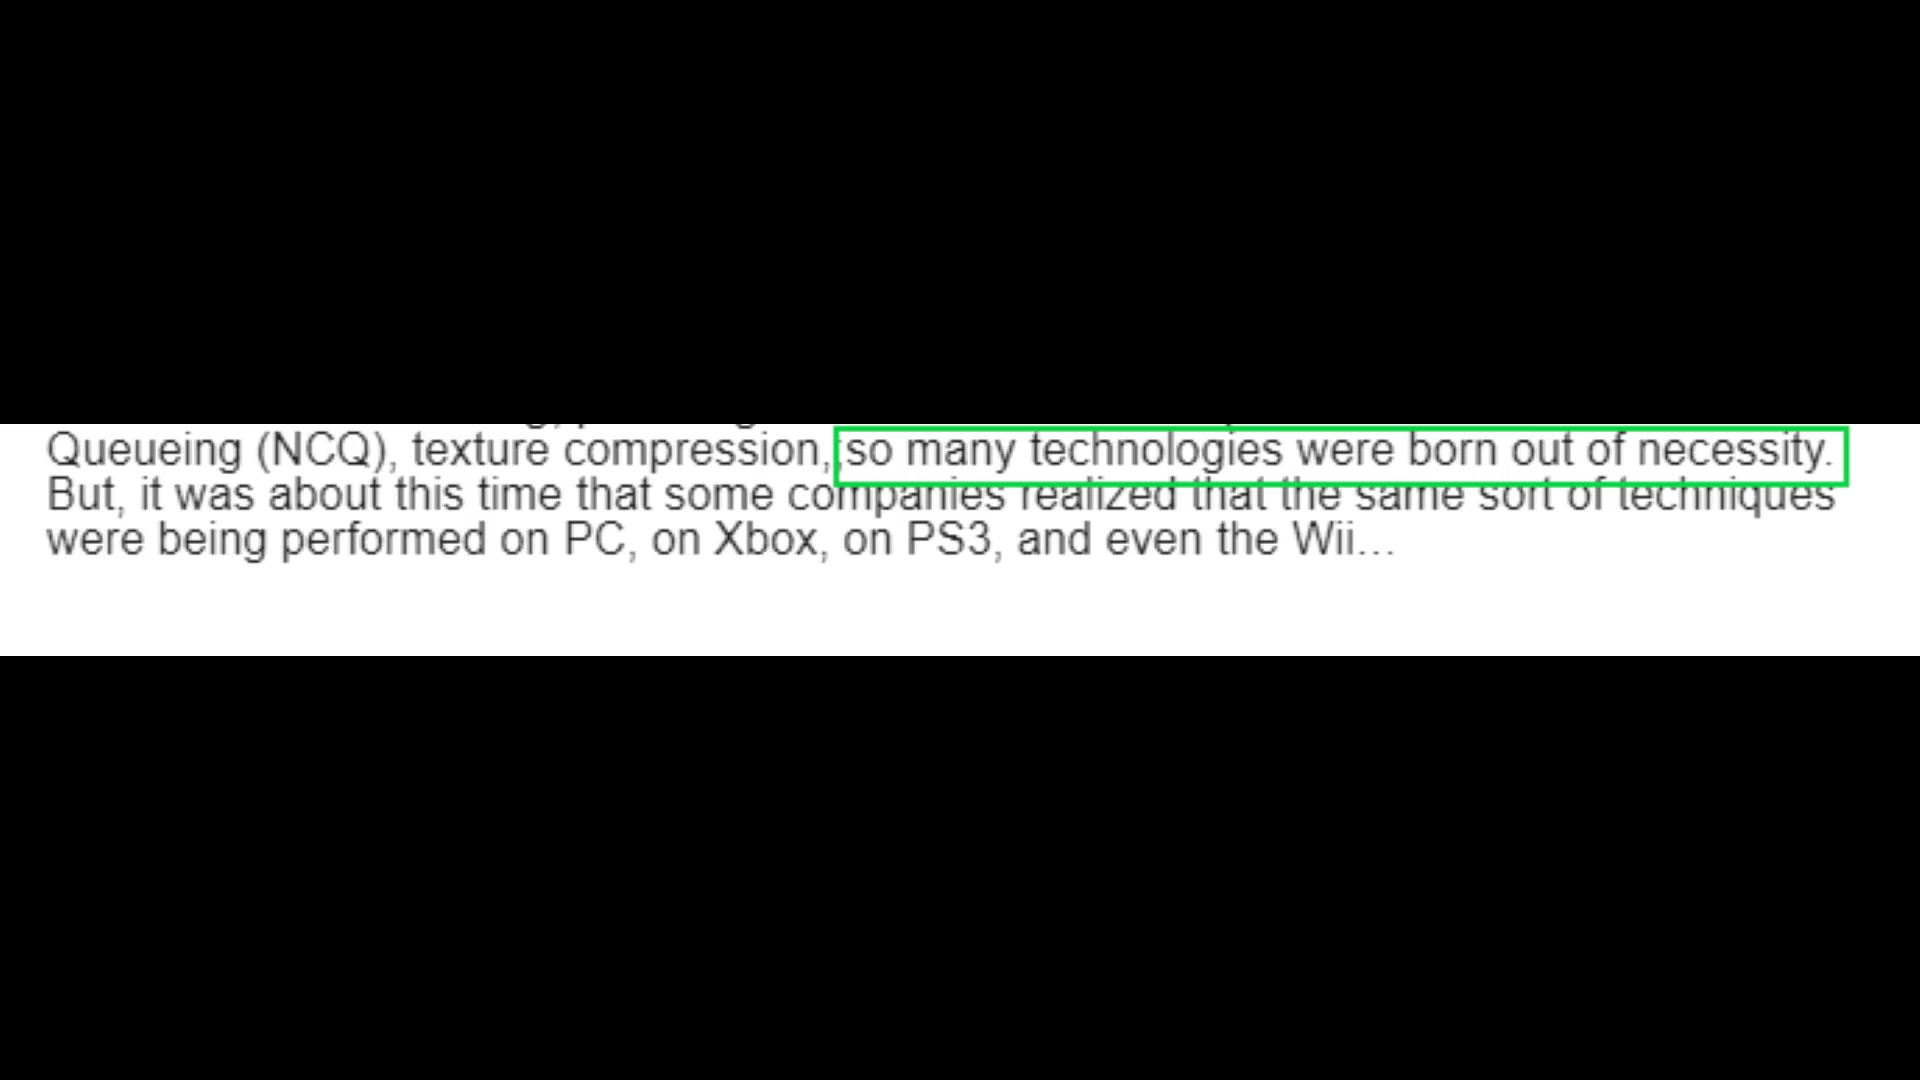 Queueing (NCQ), texture compression, so many technologies were born out of necessity.
But, it was about this time that some companies realized that the same sort of techniques
were being performed on PC, on Xbox, on PS3, and even the Wii...